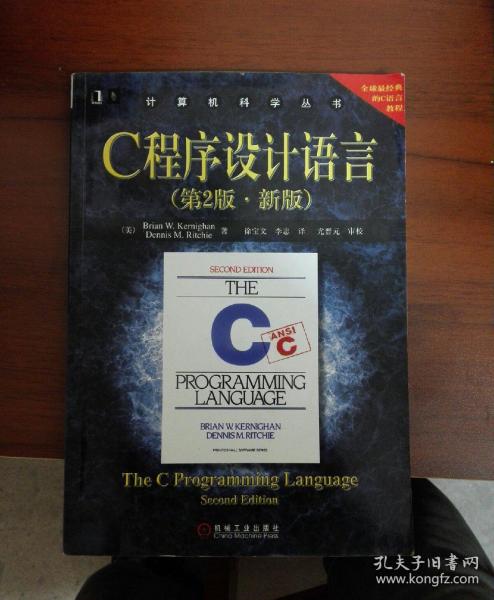 计算机科学丛书
全球最经典
的C语言
教程
C程序设计语言
(第2版·新版)
(美) Brian W. Kernighan
Dennis M. Ritchie 著 徐宝文 李志 译 尤晋元 审校
SECOND EDITION
THE
C
ANSI
C
PROGRAMMING
LANGUAGE
BRIAN W. KERNIGHAN
DENNIS M. RITCHIE
PRENTICE HALL SOFTWARE SERIES
The C Programming Language
Second Edition
机械工业出版社
China Machine Press
孔夫子旧书网
www.kongfz.com